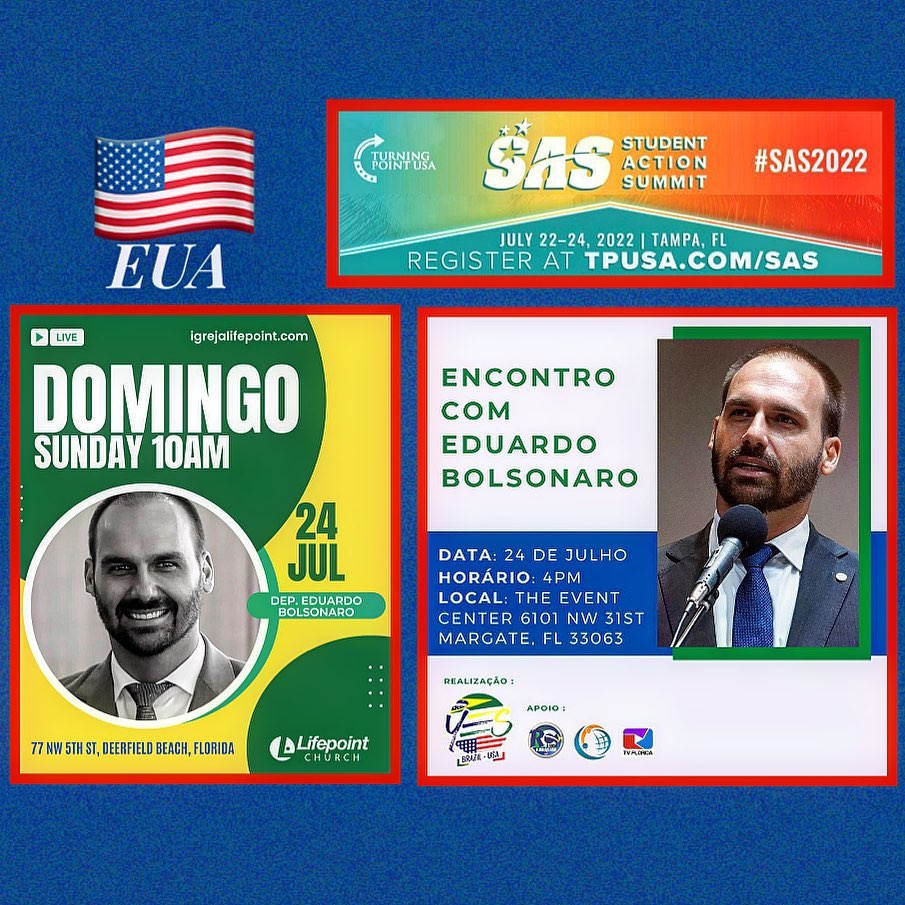 EUA
TURNING
POINT USA
SAS
STUDENT
ACTION
SUMMIT
#SAS2022
JULY 22-24, 2022 | TAMPA, FL
REGISTER AT TPUSA.COM/SAS
LIVE
igrejalifepoint.com
DOMINGO
SUNDAY 10AM
24
JUL
DEP. EDUARDO
BOLSONARO
77 NW 5TH ST, DEERFIELD BEACH, FLORIDA
Lifepoint
CHURCH
ENCONTRO
COM
EDUARDO
BOLSONARO
DATA: 24 DE JULHO
HORÁRIO: 4PM
LOCAL: THE EVENT
CENTER 6101 NW 31ST
MARGATE, FL 33063
REALIZAÇÃO :
YES
BRAZIL - USA
APOIO :
TV FLORIDA